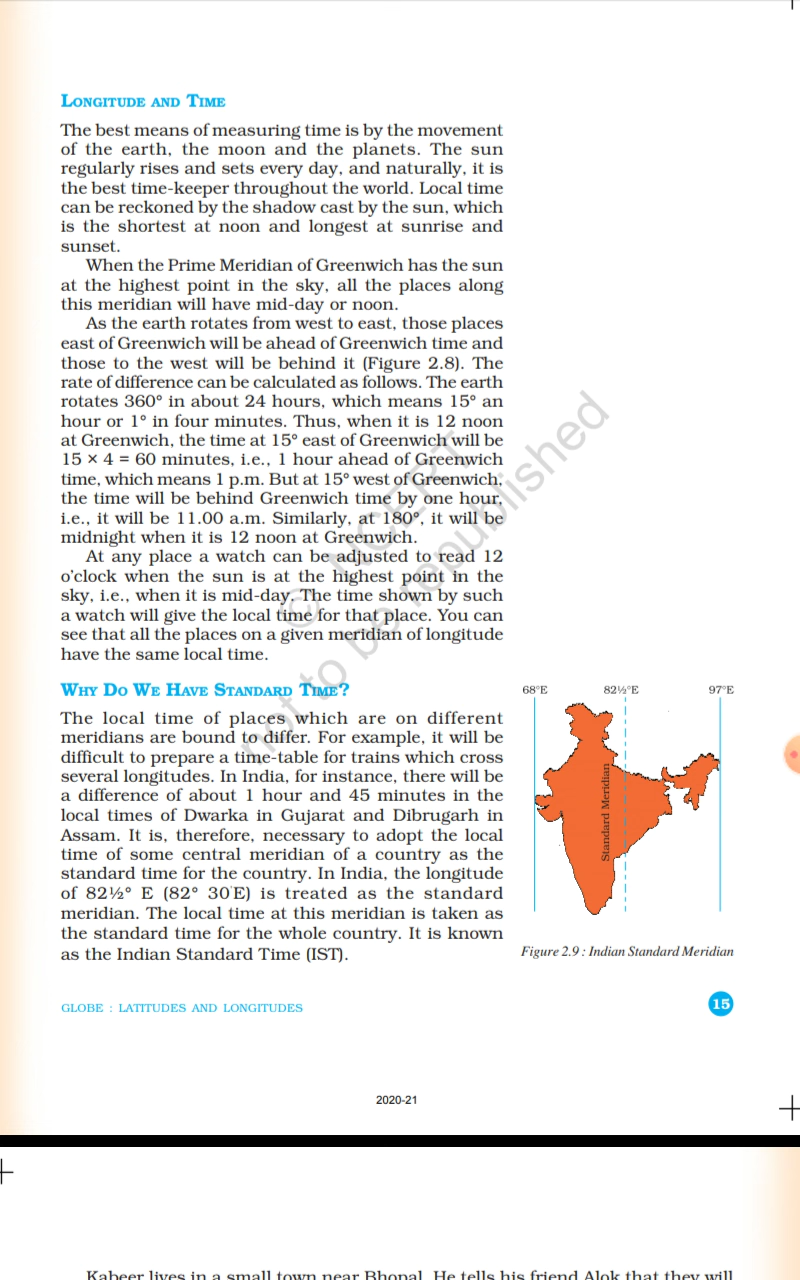 LONGITUDE AND TIME
The best means of measuring time is by the movement
of the earth, the moon and the planets. The sun
regularly rises and sets every day, and naturally, it is
the best time-keeper throughout the world. Local time
can be reckoned by the shadow cast by the sun, which
is the shortest at noon and longest at sunrise and
sunset.
When the Prime Meridian of Greenwich has the sun
at the highest point in the sky, all the places along
this meridian will have mid-day or noon.
As the earth rotates from west to east, those places
east of Greenwich will be ahead of Greenwich time and
those to the west will be behind it (Figure 2.8). The
rate of difference can be calculated as follows. The earth
rotates 360° in about 24 hours, which means 15° an
hour or 1° in four minutes. Thus, when it is 12 noon
at Greenwich, the time at 15° east of Greenwich will be
15 × 4 = 60 minutes, i.e., 1 hour ahead of Greenwich
time, which means 1 p.m. But at 15° west of Greenwich,
the time will be behind Greenwich time by one hour,
i.e., it will be 11.00 a.m. Similarly, at 180°, it will be
midnight when it is 12 noon at Greenwich.
At any place a watch can be adjusted to read 12
o'clock when the sun is at the highest point in the
sky, i.e., when it is mid-day. The time shown by such
a watch will give the local time for that place. You can
see that all the places on a given meridian of longitude
have the same local time.
WHY DO WE HAVE STANDARD TIME?
The local time of places which are on different
meridians are bound to differ. For example, it will be
difficult to prepare a time-table for trains which cross
several longitudes. In India, for instance, there will be
a difference of about 1 hour and 45 minutes in the
local times of Dwarka in Gujarat and Dibrugarh in
Assam. It is, therefore, necessary to adopt the local
time of some central meridian of a country as the
standard time for the country. In India, the longitude
of 82½° E (82° 30'E) is treated as the standard
meridian. The local time at this meridian is taken as
the standard time for the whole country. It is known
as the Indian Standard Time (IST).
68°E 82½°E 97°E
Standard Meridian
Figure 2.9 : Indian Standard Meridian
© NCERT
not to be republished
GLOBE : LATITUDES AND LONGITUDES
15
2020-21
Kabeer lives in a small town near Bhopal. He tells his friend Alok that they will